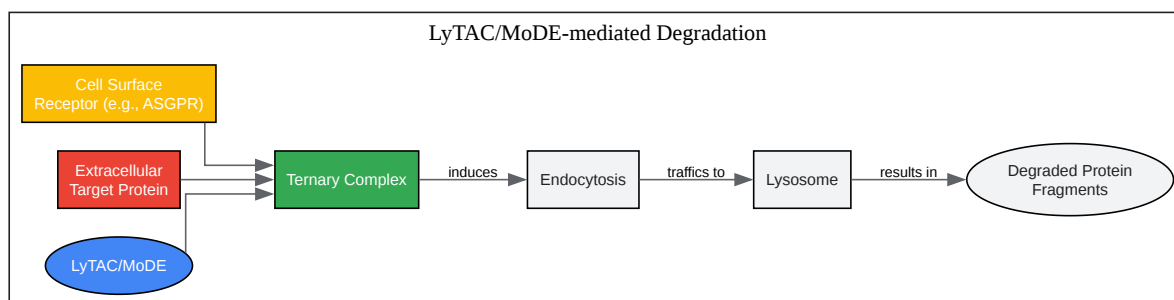 LyTAC/MoDE-mediated Degradation
Cell Surface
Receptor (e.g., ASGPR)
Extracellular
Target Protein
LyTAC/MoDE
Ternary Complex
induces
Endocytosis
traffics to
Lysosome
results in
Degraded Protein
Fragments